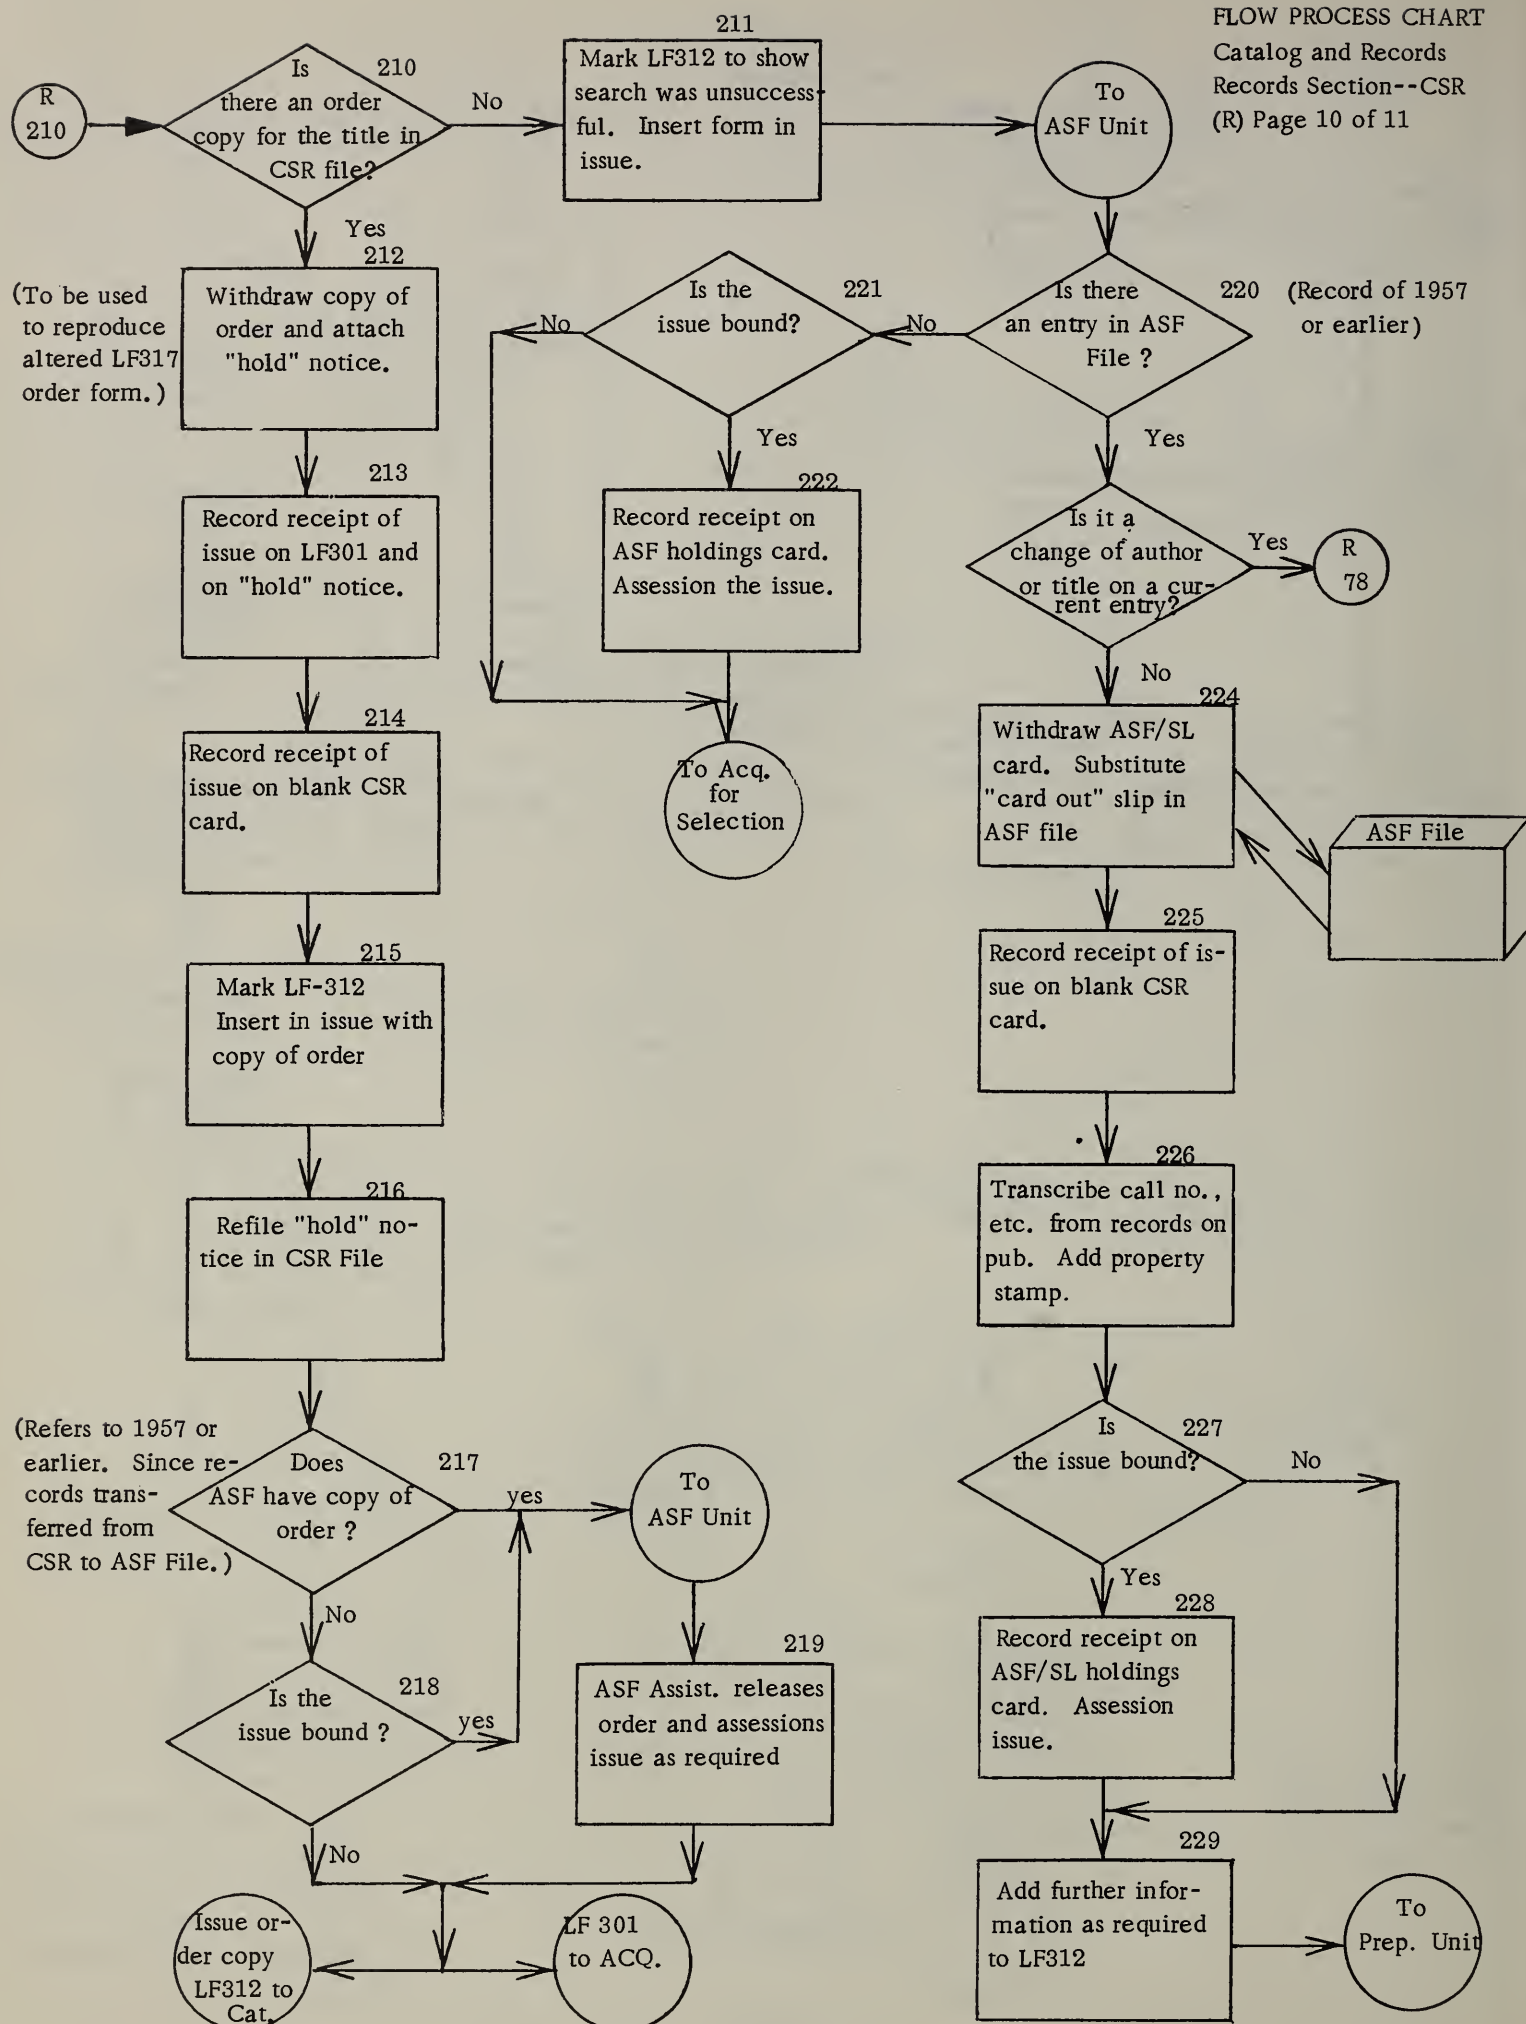 FLOW PROCESS CHART
Catalog and Records
Records Section--CSR
(R) Page 10 of 11
R
210
Is
there an order
copy for the title in
CSR file?
210
No
211
Mark LF312 to show
search was unsuccess-
ful. Insert form in
issue.
To
ASF Unit
Yes
212
(To be used
to reproduce
altered LF317
order form.)
Withdraw copy of
order and attach
"hold" notice.
213
Record receipt of
issue on LF301 and
on "hold" notice.
214
Record receipt of
issue on blank CSR
card.
215
Mark LF-312
Insert in issue with
copy of order
216
Refile "hold" no-
tice in CSR File
(Refers to 1957 or
earlier. Since re-
cords trans-
ferred from
CSR to ASF File.)
Does
ASF have copy of
order ?
217
yes
To
ASF Unit
No
Is the
issue bound ?
218
yes
219
ASF Assist. releases
order and assessions
issue as required
No
Issue or-
der copy
LF312 to
Cat.
LF 301
to ACQ.
Is there
an entry in ASF
File ?
220
(Record of 1957
or earlier)
No
Is the
issue bound?
221
No
Yes
222
Record receipt on
ASF holdings card.
Assession the issue.
To Acq.
for
Selection
Yes
Is it a
change of author
or title on a cur-
rent entry?
Yes
R
78
No
224
Withdraw ASF/SL
card. Substitute
"card out" slip in
ASF file
ASF File
225
Record receipt of is-
sue on blank CSR
card.
226
Transcribe call no.,
etc. from records on
pub. Add property
stamp.
Is
the issue bound?
227
No
Yes
228
Record receipt on
ASF/SL holdings
card. Assession
issue.
229
Add further infor-
mation as required
to LF312
To
Prep. Unit